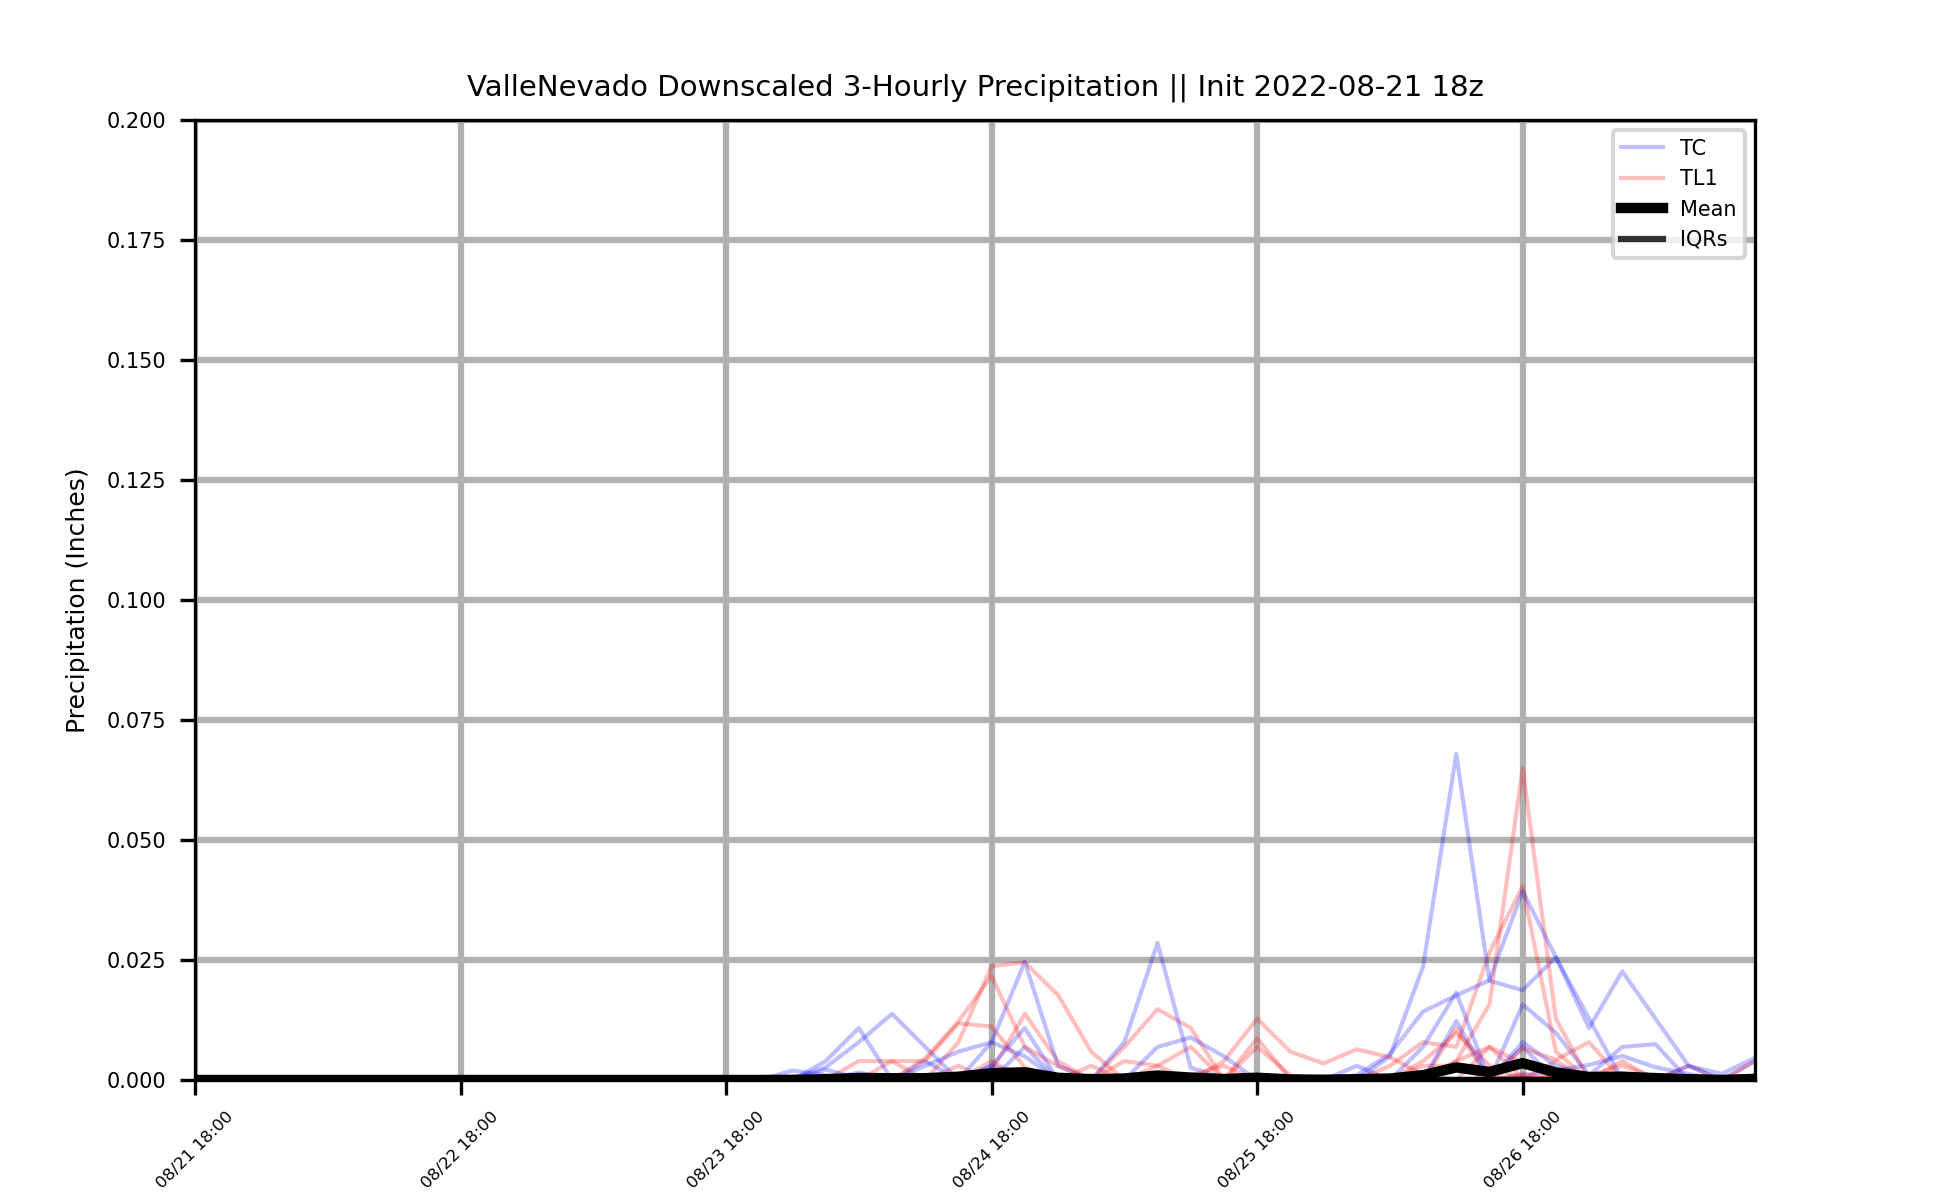 ValleNevado Downscaled 3-Hourly Precipitation || Init 2022-08-21 18z
TC
TL1
Mean
IQRs
Precipitation (Inches)
0.200
0.175
0.150
0.125
0.100
0.075
0.050
0.025
0.000
08/21 18:00
08/22 18:00
08/23 18:00
08/24 18:00
08/25 18:00
08/26 18:00